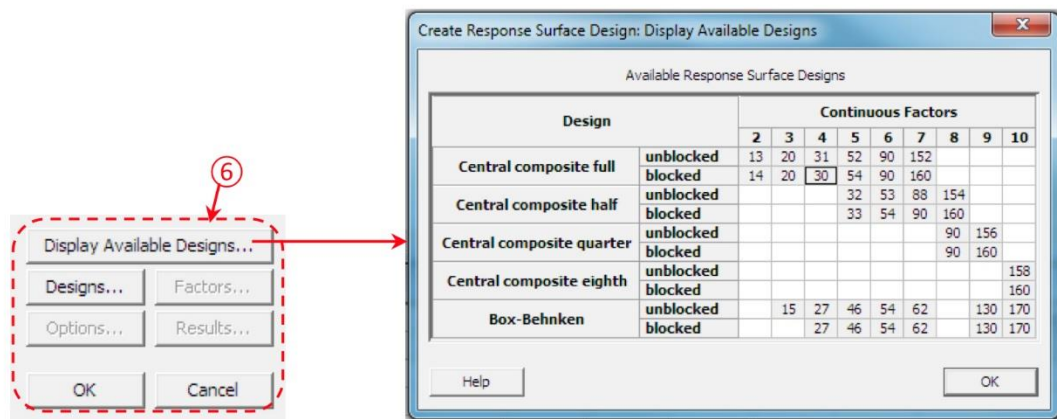 ⑥
Display Available Designs...
Designs... Factors...
Options... Results...
OK Cancel
Create Response Surface Design: Display Available Designs
Available Response Surface Designs
Design Continuous Factors
2 3 4 5 6 7 8 9 10
Central composite full unblocked 13 20 31 52 90 152
blocked 14 20 30 54 90 160
Central composite half unblocked 32 53 88 154
blocked 33 54 90 160
Central composite quarter unblocked 90 156
blocked 90 160
Central composite eighth unblocked 158
blocked 160
Box-Behnken unblocked 15 27 46 54 62 130 170
blocked 27 46 54 62 130 170
Help OK